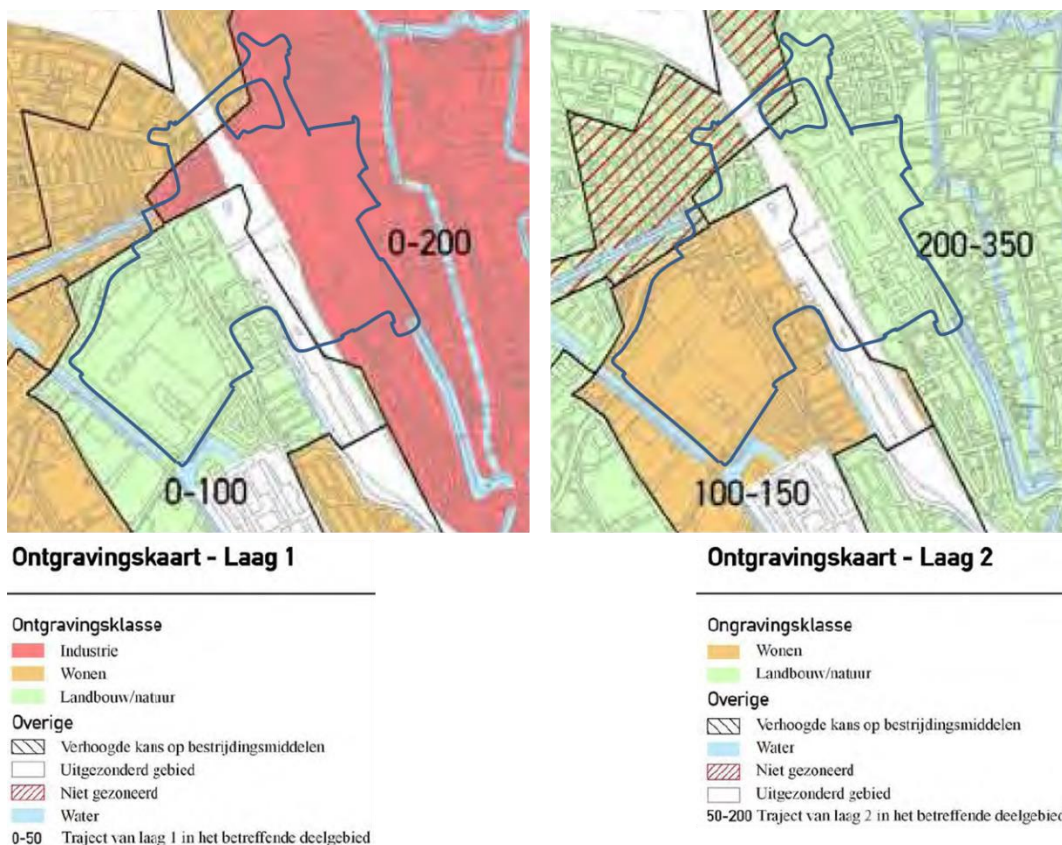 0-200
0-100
200-350
100-150
Ontgravingskaart - Laag 1
Ontgravingsklasse
Industrie
Wonen
Landbouw/natuur
Overige
Verhoogde kans op bestrijdingsmiddelen
Uitgezonderd gebied
Niet gezoneerd
Water
0-50 Traject van laag 1 in het betreffende deelgebied
Ontgravingskaart - Laag 2
Ongravingsklasse
Wonen
Landbouw/natuur
Overige
Verhoogde kans op bestrijdingsmiddelen
Water
Niet gezoneerd
Uitgezonderd gebied
50-200 Traject van laag 2 in het betreffende deelgebied